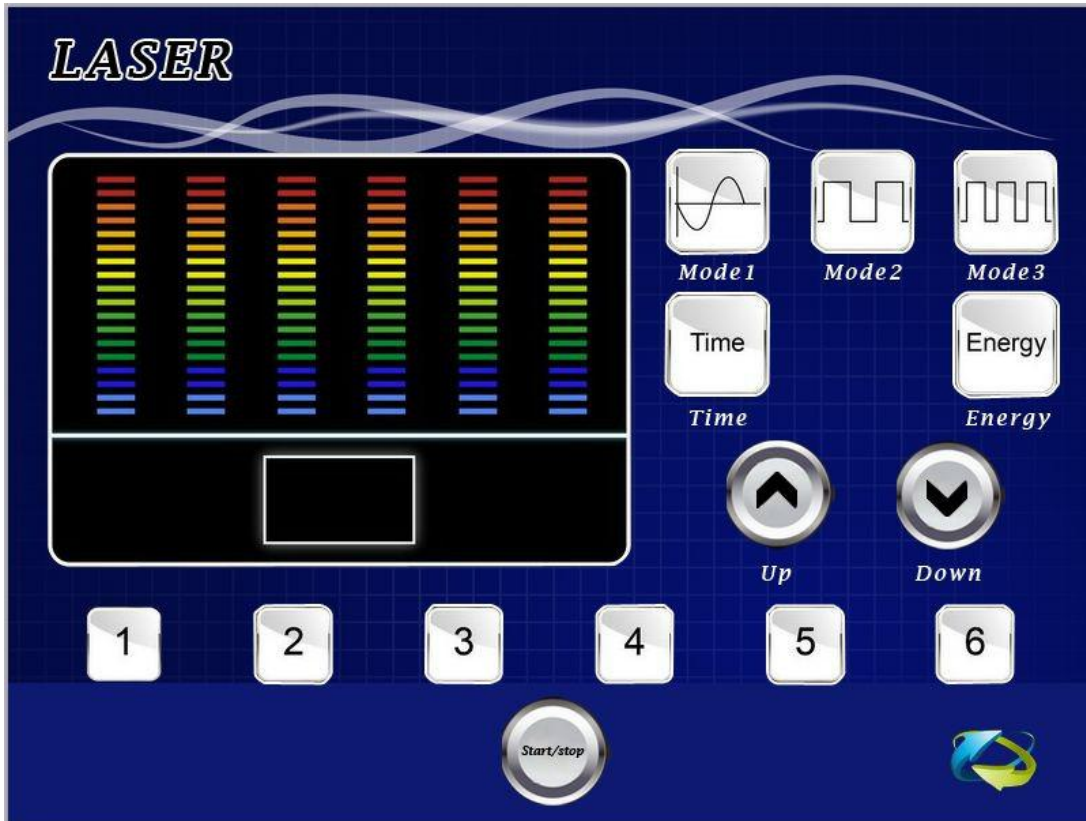 LASER
Mode1 Mode2 Mode3
Time Energy
Time Energy
Up Down
1 2 3 4 5 6
Start/stop